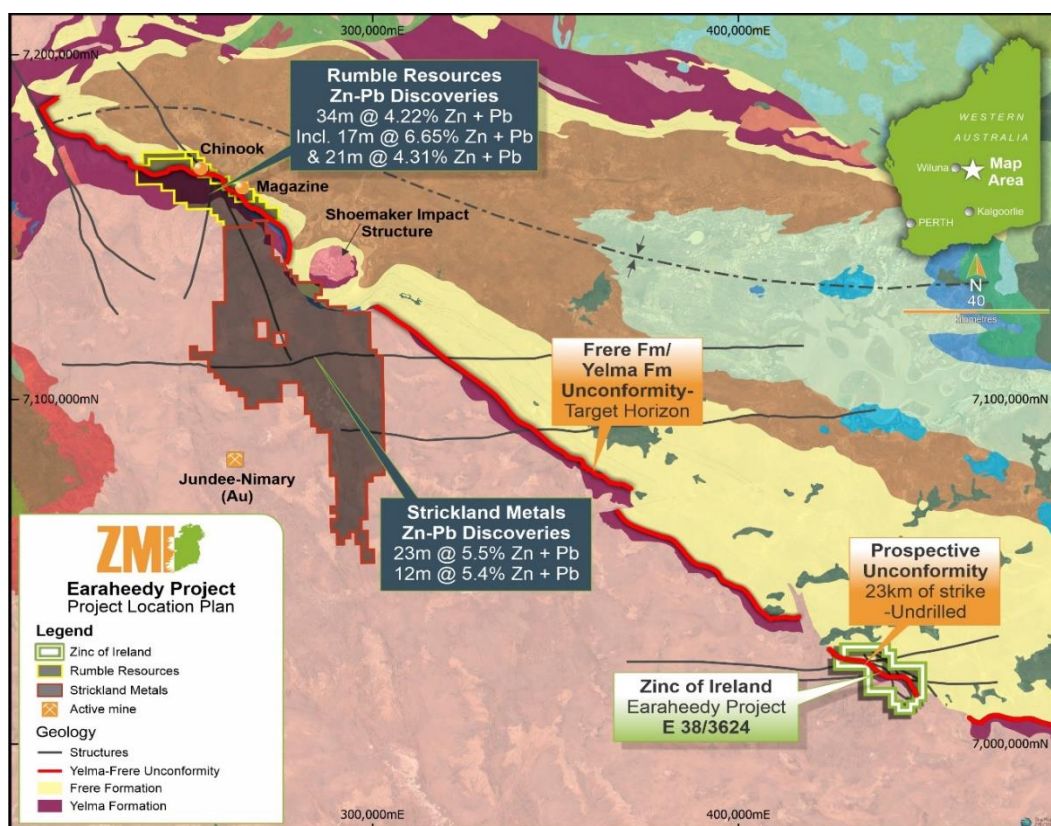 300,000mE
400,000mE
7,200,000mN
Rumble Resources
Zn-Pb Discoveries
34m @ 4.22% Zn + Pb
Incl. 17m @ 6.65% Zn + Pb
& 21m @ 4.31% Zn + Pb
WESTERN
AUSTRALIA
Wiluna
Map
Area
Kalgoorlie
PERTH
Chinook
Magazine
Shoemaker Impact
Structure
N
40
kilometres
Frere Fm/
Yelma Fm
Unconformity-
Target Horizon
7,100,000mN
7,100,000mN
Jundee-Nimary
(Au)
Strickland Metals
Zn-Pb Discoveries
23m @ 5.5% Zn + Pb
12m @ 5.4% Zn + Pb
Prospective
Unconformity
23km of strike
-Undrilled
Zinc of Ireland
Earaheedy Project
E 38/3624
7,000,000mN
ZMI
Earaheedy Project
Project Location Plan
Legend
Zinc of Ireland
Rumble Resources
Strickland Metals
Active mine
Geology
Structures
Yelma-Frere Unconformity
Frere Formation
Yelma Formation
300,000mE
400,000mE